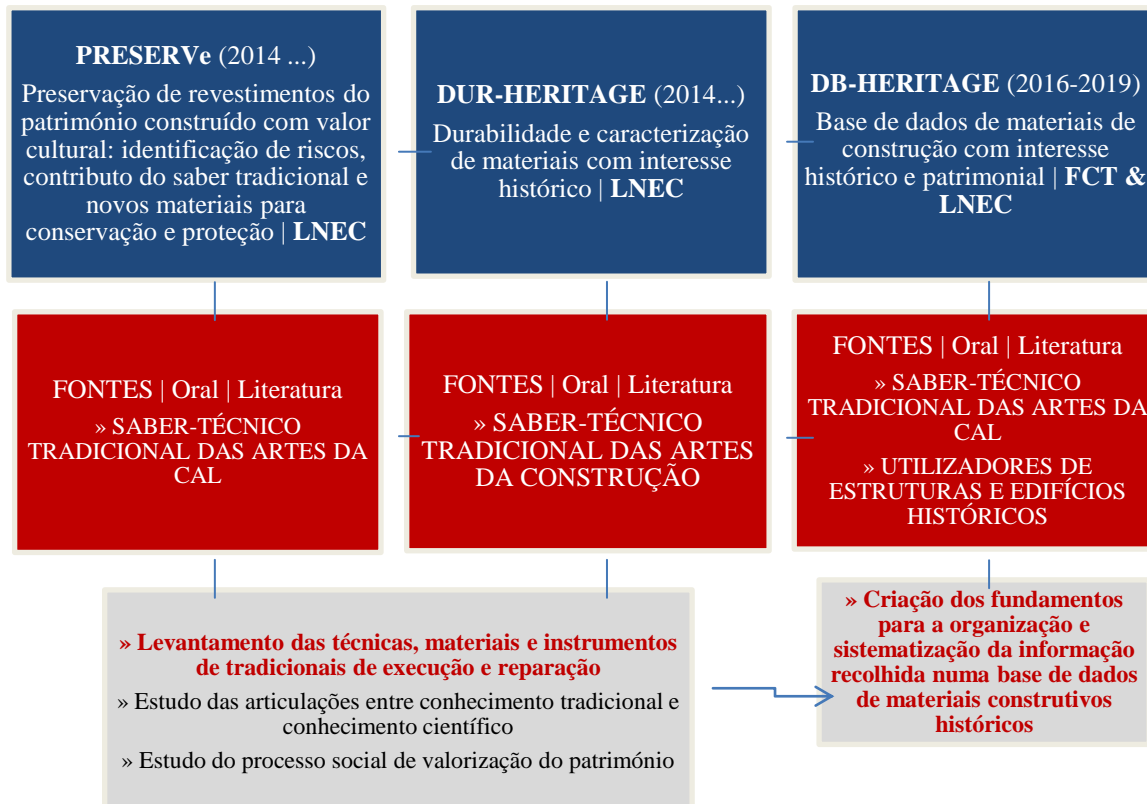 PRESERVe (2014 ...)
Preservação de revestimentos do
património construído com valor
cultural: identificação de riscos,
contributo do saber tradicional e
novos materiais para
conservação e proteção | LNEC
DUR-HERITAGE (2014...)
Durabilidade e caracterização
de materiais com interesse
histórico | LNEC
DB-HERITAGE (2016-2019)
Base de dados de materiais de
construção com interesse
histórico e patrimonial | FCT &
LNEC
FONTES | Oral | Literatura
» SABER-TÉCNICO
TRADICIONAL DAS ARTES DA
CAL
FONTES | Oral | Literatura
» SABER-TÉCNICO
TRADICIONAL DAS ARTES
DA CONSTRUÇÃO
FONTES | Oral | Literatura
» SABER-TÉCNICO
TRADICIONAL DAS ARTES DA
CAL
» UTILIZADORES DE
ESTRUTURAS E EDIFÍCIOS
HISTÓRICOS
» Levantamento das técnicas, materiais e instrumentos
de tradicionais de execução e reparação
» Estudo das articulações entre conhecimento tradicional e
conhecimento científico
» Estudo do processo social de valorização do património
» Criação dos fundamentos
para a organização e
sistematização da informação
recolhida numa base de dados
de materiais construtivos
históricos